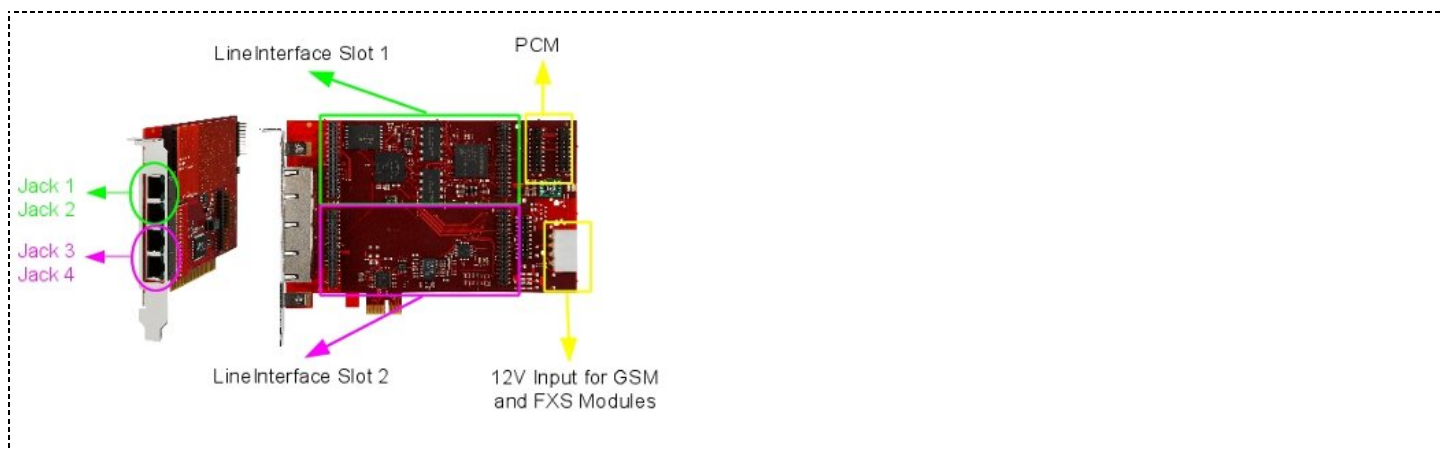 LineInterface Slot 1
PCM
Jack 1
Jack 2
Jack 3
Jack 4
LineInterface Slot 2
12V Input for GSM
and FXS Modules